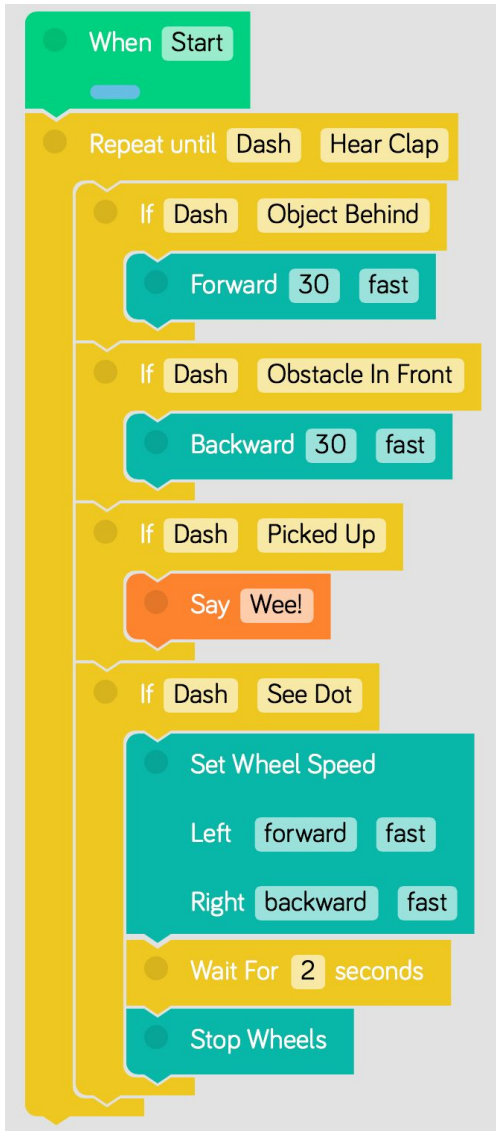 When Start
Repeat until Dash Hear Clap
If Dash Object Behind
Forward 30 fast
If Dash Obstacle In Front
Backward 30 fast
If Dash Picked Up
Say Wee!
If Dash See Dot
Set Wheel Speed
Left forward fast
Right backward fast
Wait For 2 seconds
Stop Wheels